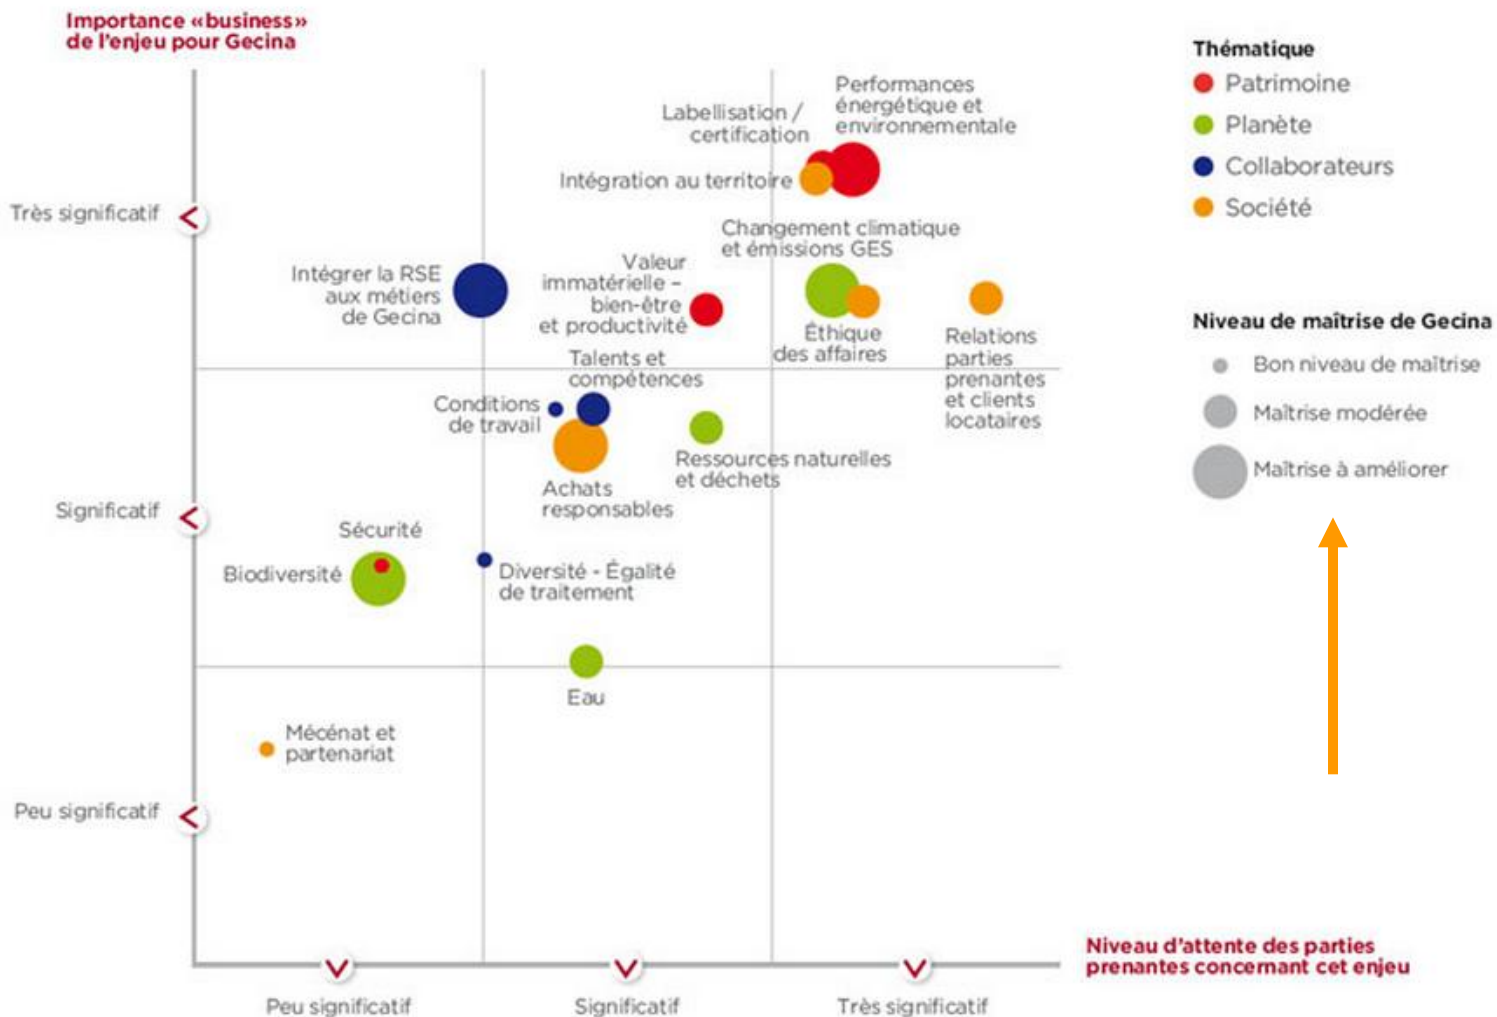 Importance «business»
de l'enjeu pour Gecina
Très significatif
Significatif
Peu significatif
Labellisation /
certification
Performances
énergétique et
environnementale
Intégration au territoire
Changement climatique
et émissions GES
Intégrer la RSE
aux métiers
de Gecina
Valeur
immatérielle –
bien-être
et productivité
Éthique
des affaires
Relations
parties
prenantes
et clients
locataires
Talents et
compétences
Conditions
de travail
Ressources naturelles
et déchets
Achats
responsables
Sécurité
Biodiversité
Diversité - Égalité
de traitement
Eau
Mécénat et
partenariat
Peu significatif
Significatif
Très significatif
Niveau d'attente des parties
prenantes concernant cet enjeu
Thématique
Patrimoine
Planète
Collaborateurs
Société
Niveau de maîtrise de Gecina
Bon niveau de maîtrise
Maîtrise modérée
Maîtrise à améliorer